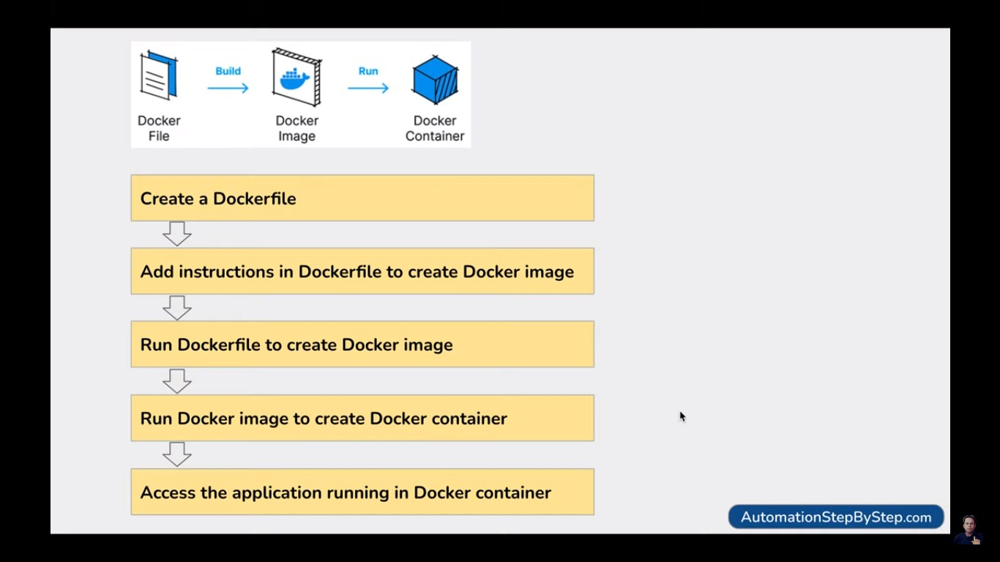 Build
Run
Docker
File
Docker
Image
Docker
Container
Create a Dockerfile
Add instructions in Dockerfile to create Docker image
Run Dockerfile to create Docker image
Run Docker image to create Docker container
Access the application running in Docker container
AutomationStepByStep.com